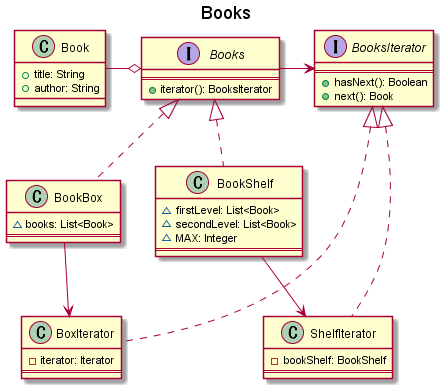 Books
C Book
title: String
author: String
I Books
iterator(): BooksIterator
I BooksIterator
hasNext(): Boolean
next(): Book
C BookBox
books: List<Book>
C BookShelf
firstLevel: List<Book>
secondLevel: List<Book>
MAX: Integer
C BoxIterator
iterator: Iterator
C ShelfIterator
bookShelf: BookShelf